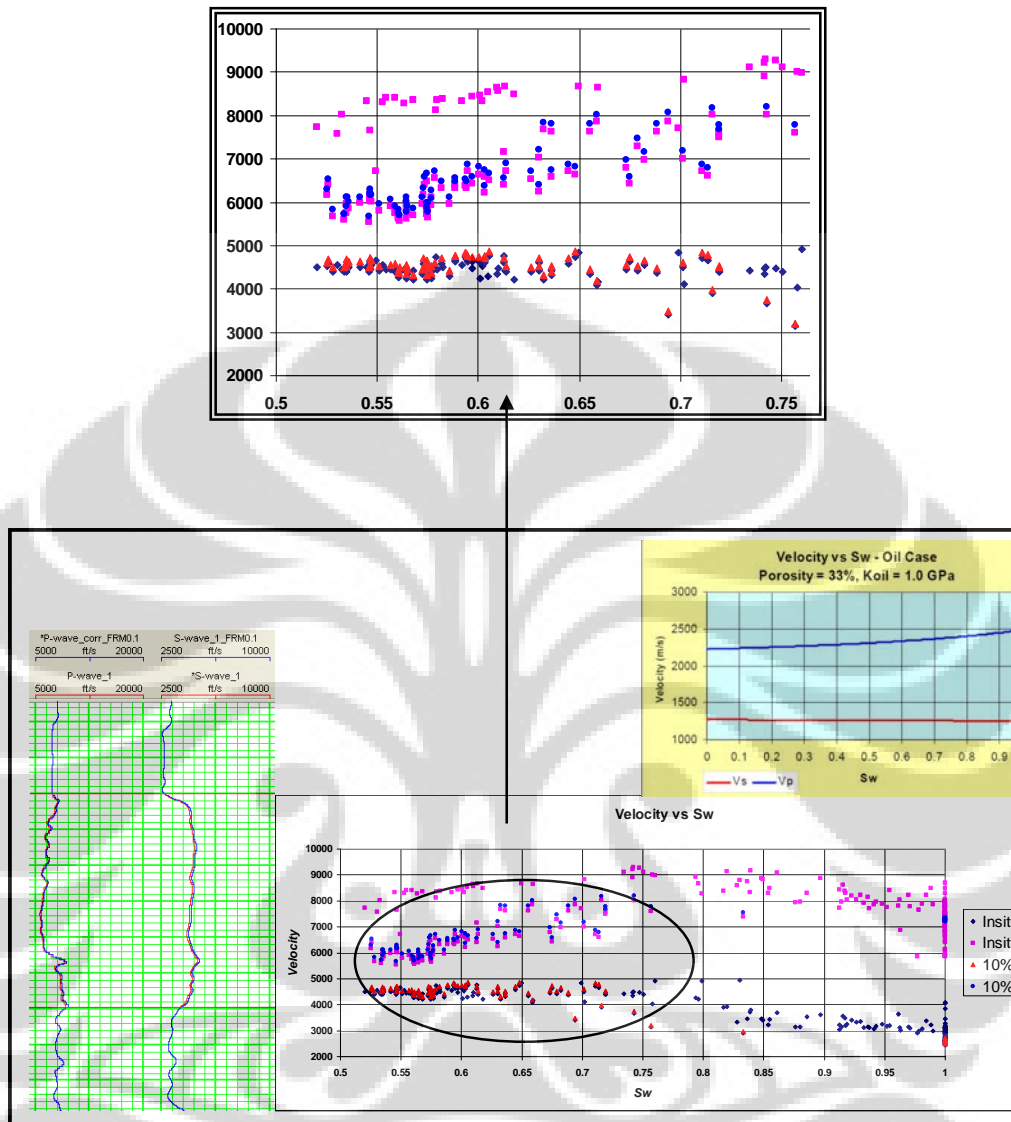 10000
9000
8000
7000
6000
5000
4000
3000
2000
0.5 0.55 0.6 0.65 0.7 0.75
Velocity vs Sw - Oil Case
Porosity = 33%, Koil = 1.0 GPa
3000
2500
2000
1500
1000
Velocity (m/s)
0 0.1 0.2 0.3 0.4 0.5 0.6 0.7 0.8 0.9
Sw
Vs Vp
*P-wave_corr_FRM0.1 S-wave_1_FRM0.1
5000 ft/s 20000 2500 ft/s 10000
P-wave_1 *S-wave_1
5000 ft/s 20000 2500 ft/s 10000
Velocity vs Sw
10000
9000
8000
7000
6000
5000
4000
3000
2000
Velocity
0.5 0.55 0.6 0.65 0.7 0.75 0.8 0.85 0.9 0.95 1
Sw
Insit
Insit
10%
10%